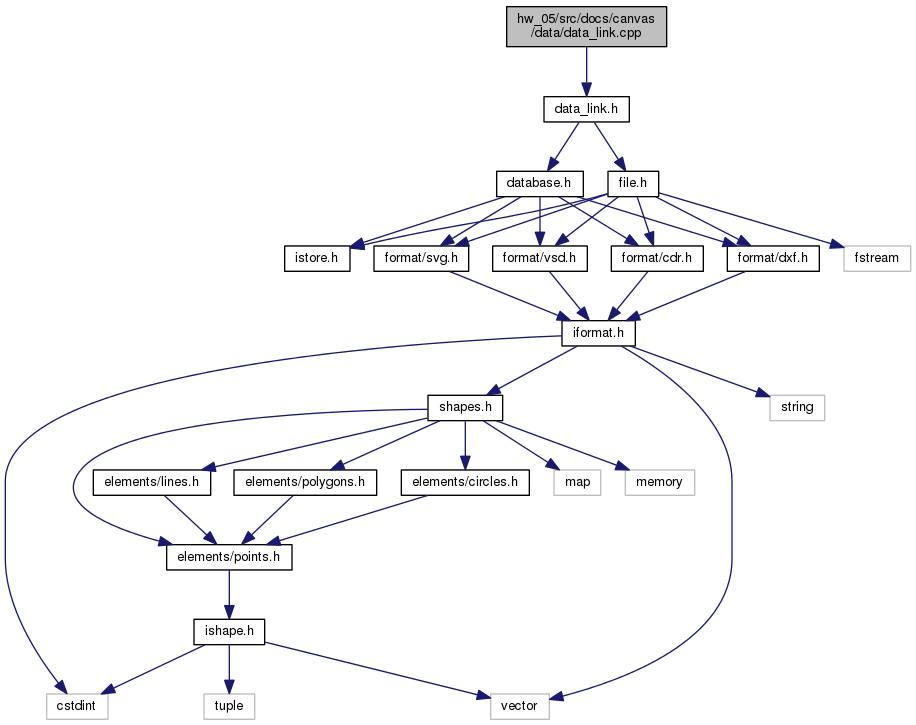 hw_05/src/docs/canvas
/data/data_link.cpp
data_link.h
database.h
file.h
istore.h
format/svg.h
format/vsd.h
format/cdr.h
format/dxf.h
fstream
iformat.h
shapes.h
string
elements/lines.h
elements/polygons.h
elements/circles.h
map
memory
elements/points.h
ishape.h
cstdint
tuple
vector